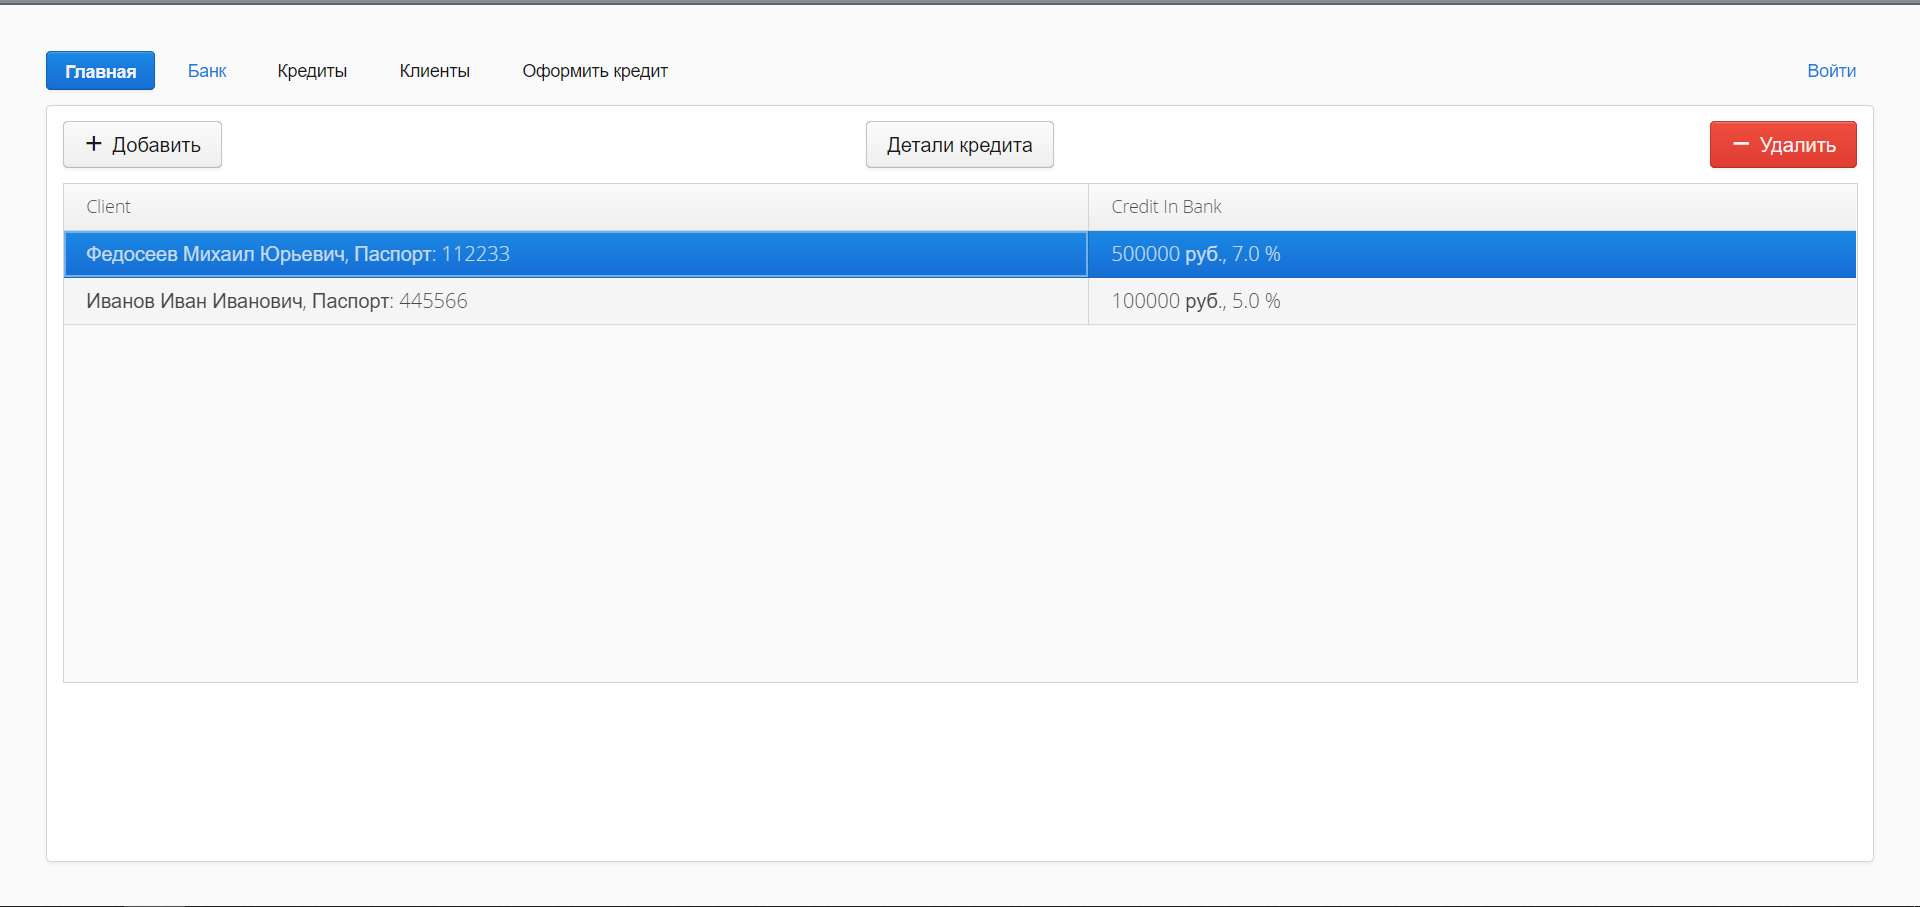 Главная Банк Кредиты Клиенты Оформить кредит Войти
+ Добавить Детали кредита − Удалить
Client Credit In Bank
Федосеев Михаил Юрьевич, Паспорт: 112233 500000 руб., 7.0 %
Иванов Иван Иванович, Паспорт: 445566 100000 руб., 5.0 %